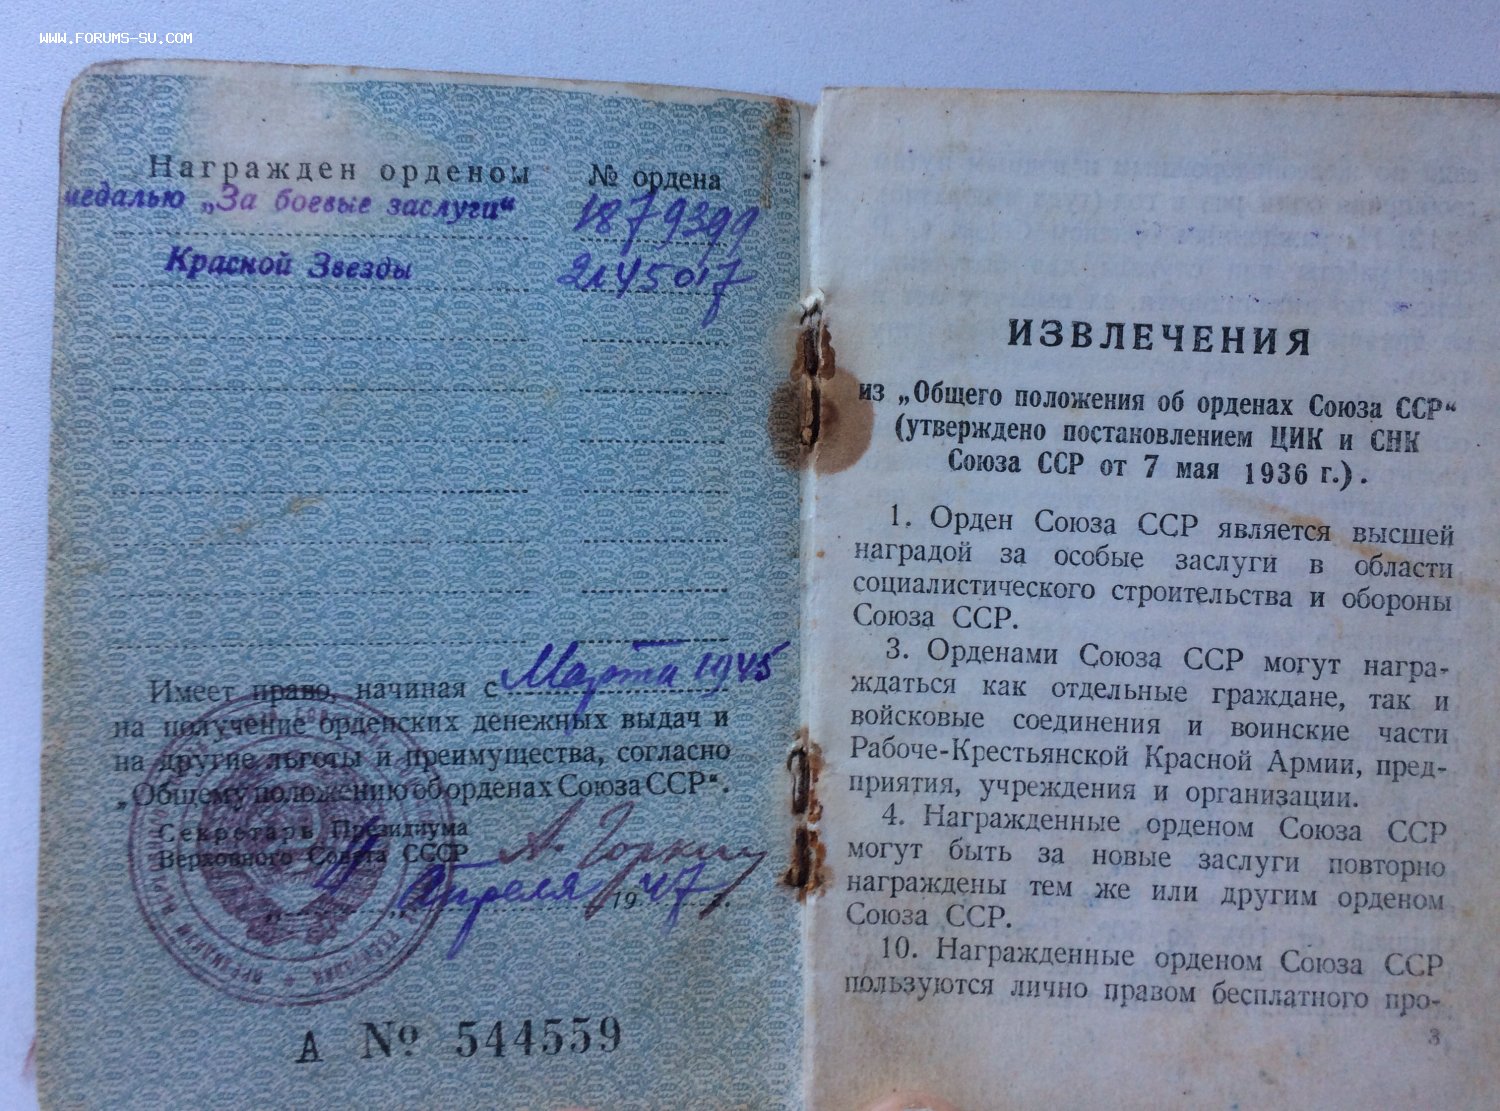 WWW.FORUMS-SU.COM
Награжден орденом № ордена
медалью „За боевые заслуги“ 1879399
Красной Звезды 2145017
Имеет право, начиная с Марта 1945
на получение орденских денежных выдач и
на другие льготы и преимущества, согласно
„Общему положению об орденах Союза ССР“.
Секретарь Президиума
Верховного Совета СССР А. Горкин
Апреля 1947 г.
А № 544559
ИЗВЛЕЧЕНИЯ
из „Общего положения об орденах Союза ССР“
(утверждено постановлением ЦИК и СНК
Союза ССР от 7 мая 1936 г.).
1. Орден Союза ССР является высшей
наградой за особые заслуги в области
социалистического строительства и обороны
Союза ССР.
3. Орденами Союза ССР могут награ-
ждаться как отдельные граждане, так и
войсковые соединения и воинские части
Рабоче-Крестьянской Красной Армии, пред-
приятия, учреждения и организации.
4. Награжденные орденом Союза ССР
могут быть за новые заслуги повторно
награждены тем же или другим орденом
Союза ССР.
10. Награжденные орденом Союза ССР
пользуются лично правом бесплатного про-
3